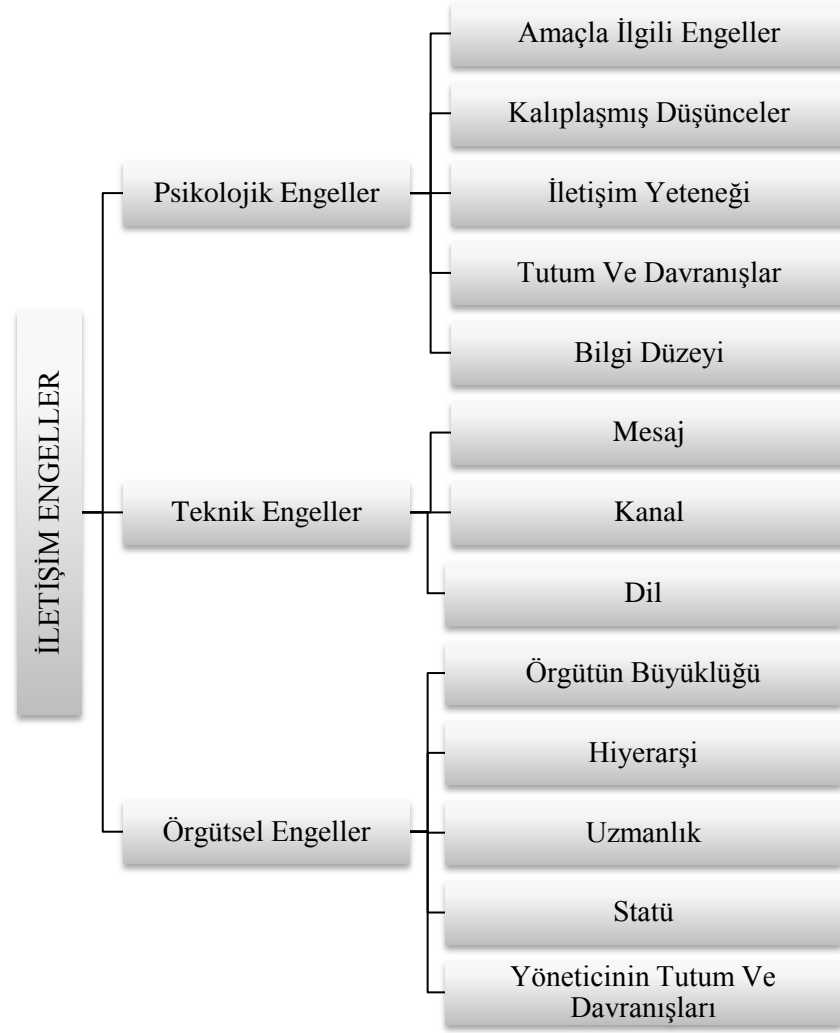 İLETİŞİM ENGELLER
Psikolojik Engeller
Amaçla İlgili Engeller
Kalıplaşmış Düşünceler
İletişim Yeteneği
Tutum Ve Davranışlar
Bilgi Düzeyi
Teknik Engeller
Mesaj
Kanal
Dil
Örgütsel Engeller
Örgütün Büyüklüğü
Hiyerarşi
Uzmanlık
Statü
Yöneticinin Tutum Ve
Davranışları